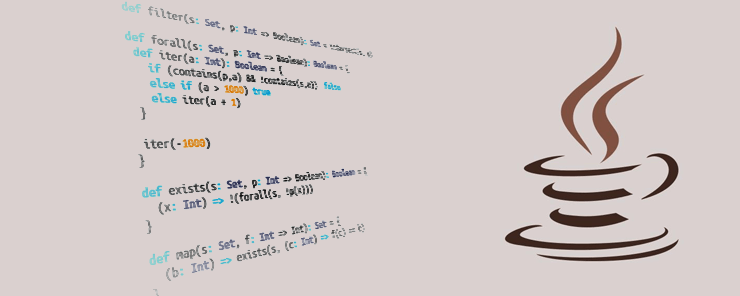 def filter(s: Set, p: Int => Boolean): Set =
def forall(s: Set, p: Int => Boolean): Boolean = {
def iter(a: Int): Boolean = {
if (contains(p,a) && !contains(s,a)) false
else if (a > 1000) true
else iter(a + 1)
}
iter(-1000)
}
def exists(s: Set, p: Int => Boolean): Boolean = {
(x: Int) => !(forall(s, !p(x)))
}
def map(s: Set, f: Int => Int): Set = {
(b: Int) => exists(s, (c: Int) => f(c) == b)
}